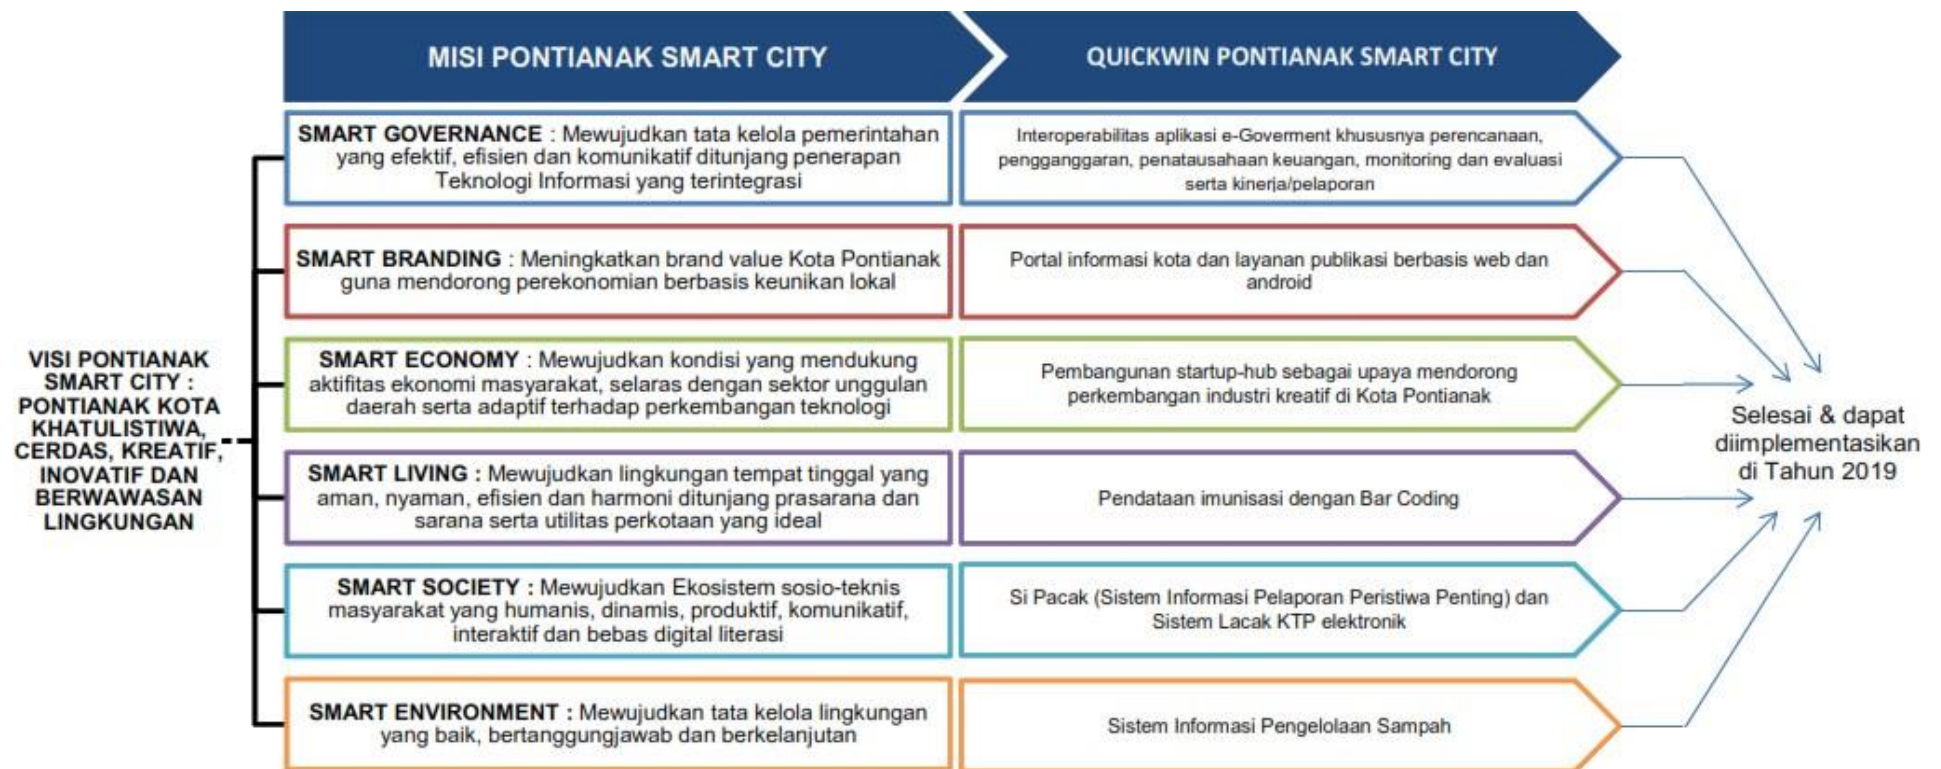 MISI PONTIANAK SMART CITY
QUICKWIN PONTIANAK SMART CITY
VISI PONTIANAK
SMART CITY :
PONTIANAK KOTA
KHATULISTIWA,
CERDAS, KREATIF,
INOVATIF DAN
BERWAWASAN
LINGKUNGAN
SMART GOVERNANCE : Mewujudkan tata kelola pemerintahan
yang efektif, efisien dan komunikatif ditunjang penerapan
Teknologi Informasi yang terintegrasi
Interoperabilitas aplikasi e-Goverment khususnya perencanaan,
pengganggaran, penatausahaan keuangan, monitoring dan evaluasi
serta kinerja/pelaporan
SMART BRANDING : Meningkatkan brand value Kota Pontianak
guna mendorong perekonomian berbasis keunikan lokal
Portal informasi kota dan layanan publikasi berbasis web dan
android
SMART ECONOMY : Mewujudkan kondisi yang mendukung
aktifitas ekonomi masyarakat, selaras dengan sektor unggulan
daerah serta adaptif terhadap perkembangan teknologi
Pembangunan startup-hub sebagai upaya mendorong
perkembangan industri kreatif di Kota Pontianak
SMART LIVING : Mewujudkan lingkungan tempat tinggal yang
aman, nyaman, efisien dan harmoni ditunjang prasarana dan
sarana serta utilitas perkotaan yang ideal
Pendataan imunisasi dengan Bar Coding
SMART SOCIETY : Mewujudkan Ekosistem sosio-teknis
masyarakat yang humanis, dinamis, produktif, komunikatif,
interaktif dan bebas digital literasi
Si Pacak (Sistem Informasi Pelaporan Peristiwa Penting) dan
Sistem Lacak KTP elektronik
SMART ENVIRONMENT : Mewujudkan tata kelola lingkungan
yang baik, bertanggungjawab dan berkelanjutan
Sistem Informasi Pengelolaan Sampah
Selesai & dapat
diimplementasikan
di Tahun 2019